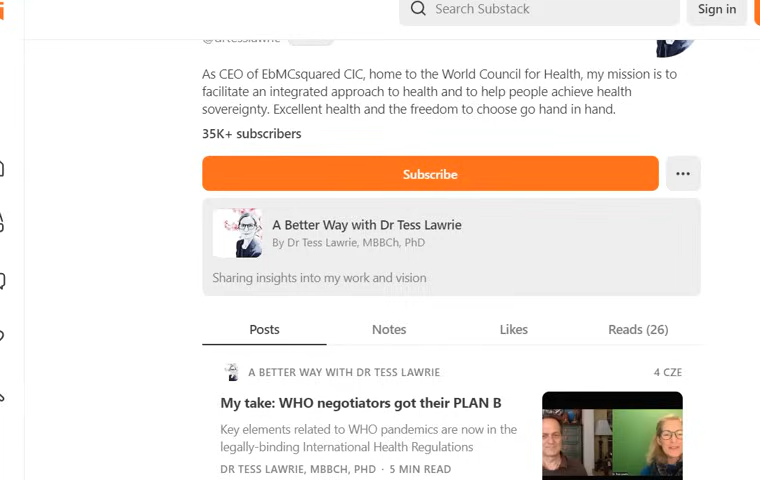 Search Substack
Sign in
@drtesslawrie
As CEO of EbMCsquared CIC, home to the World Council for Health, my mission is to
facilitate an integrated approach to health and to help people achieve health
sovereignty. Excellent health and the freedom to choose go hand in hand.
35K+ subscribers
Subscribe
A Better Way with Dr Tess Lawrie
By Dr Tess Lawrie, MBBCh, PhD
Sharing insights into my work and vision
Posts Notes Likes Reads (26)
A BETTER WAY WITH DR TESS LAWRIE 4 CZE
My take: WHO negotiators got their PLAN B
Key elements related to WHO pandemics are now in the
legally-binding International Health Regulations
DR TESS LAWRIE, MBBCH, PHD · 5 MIN READ